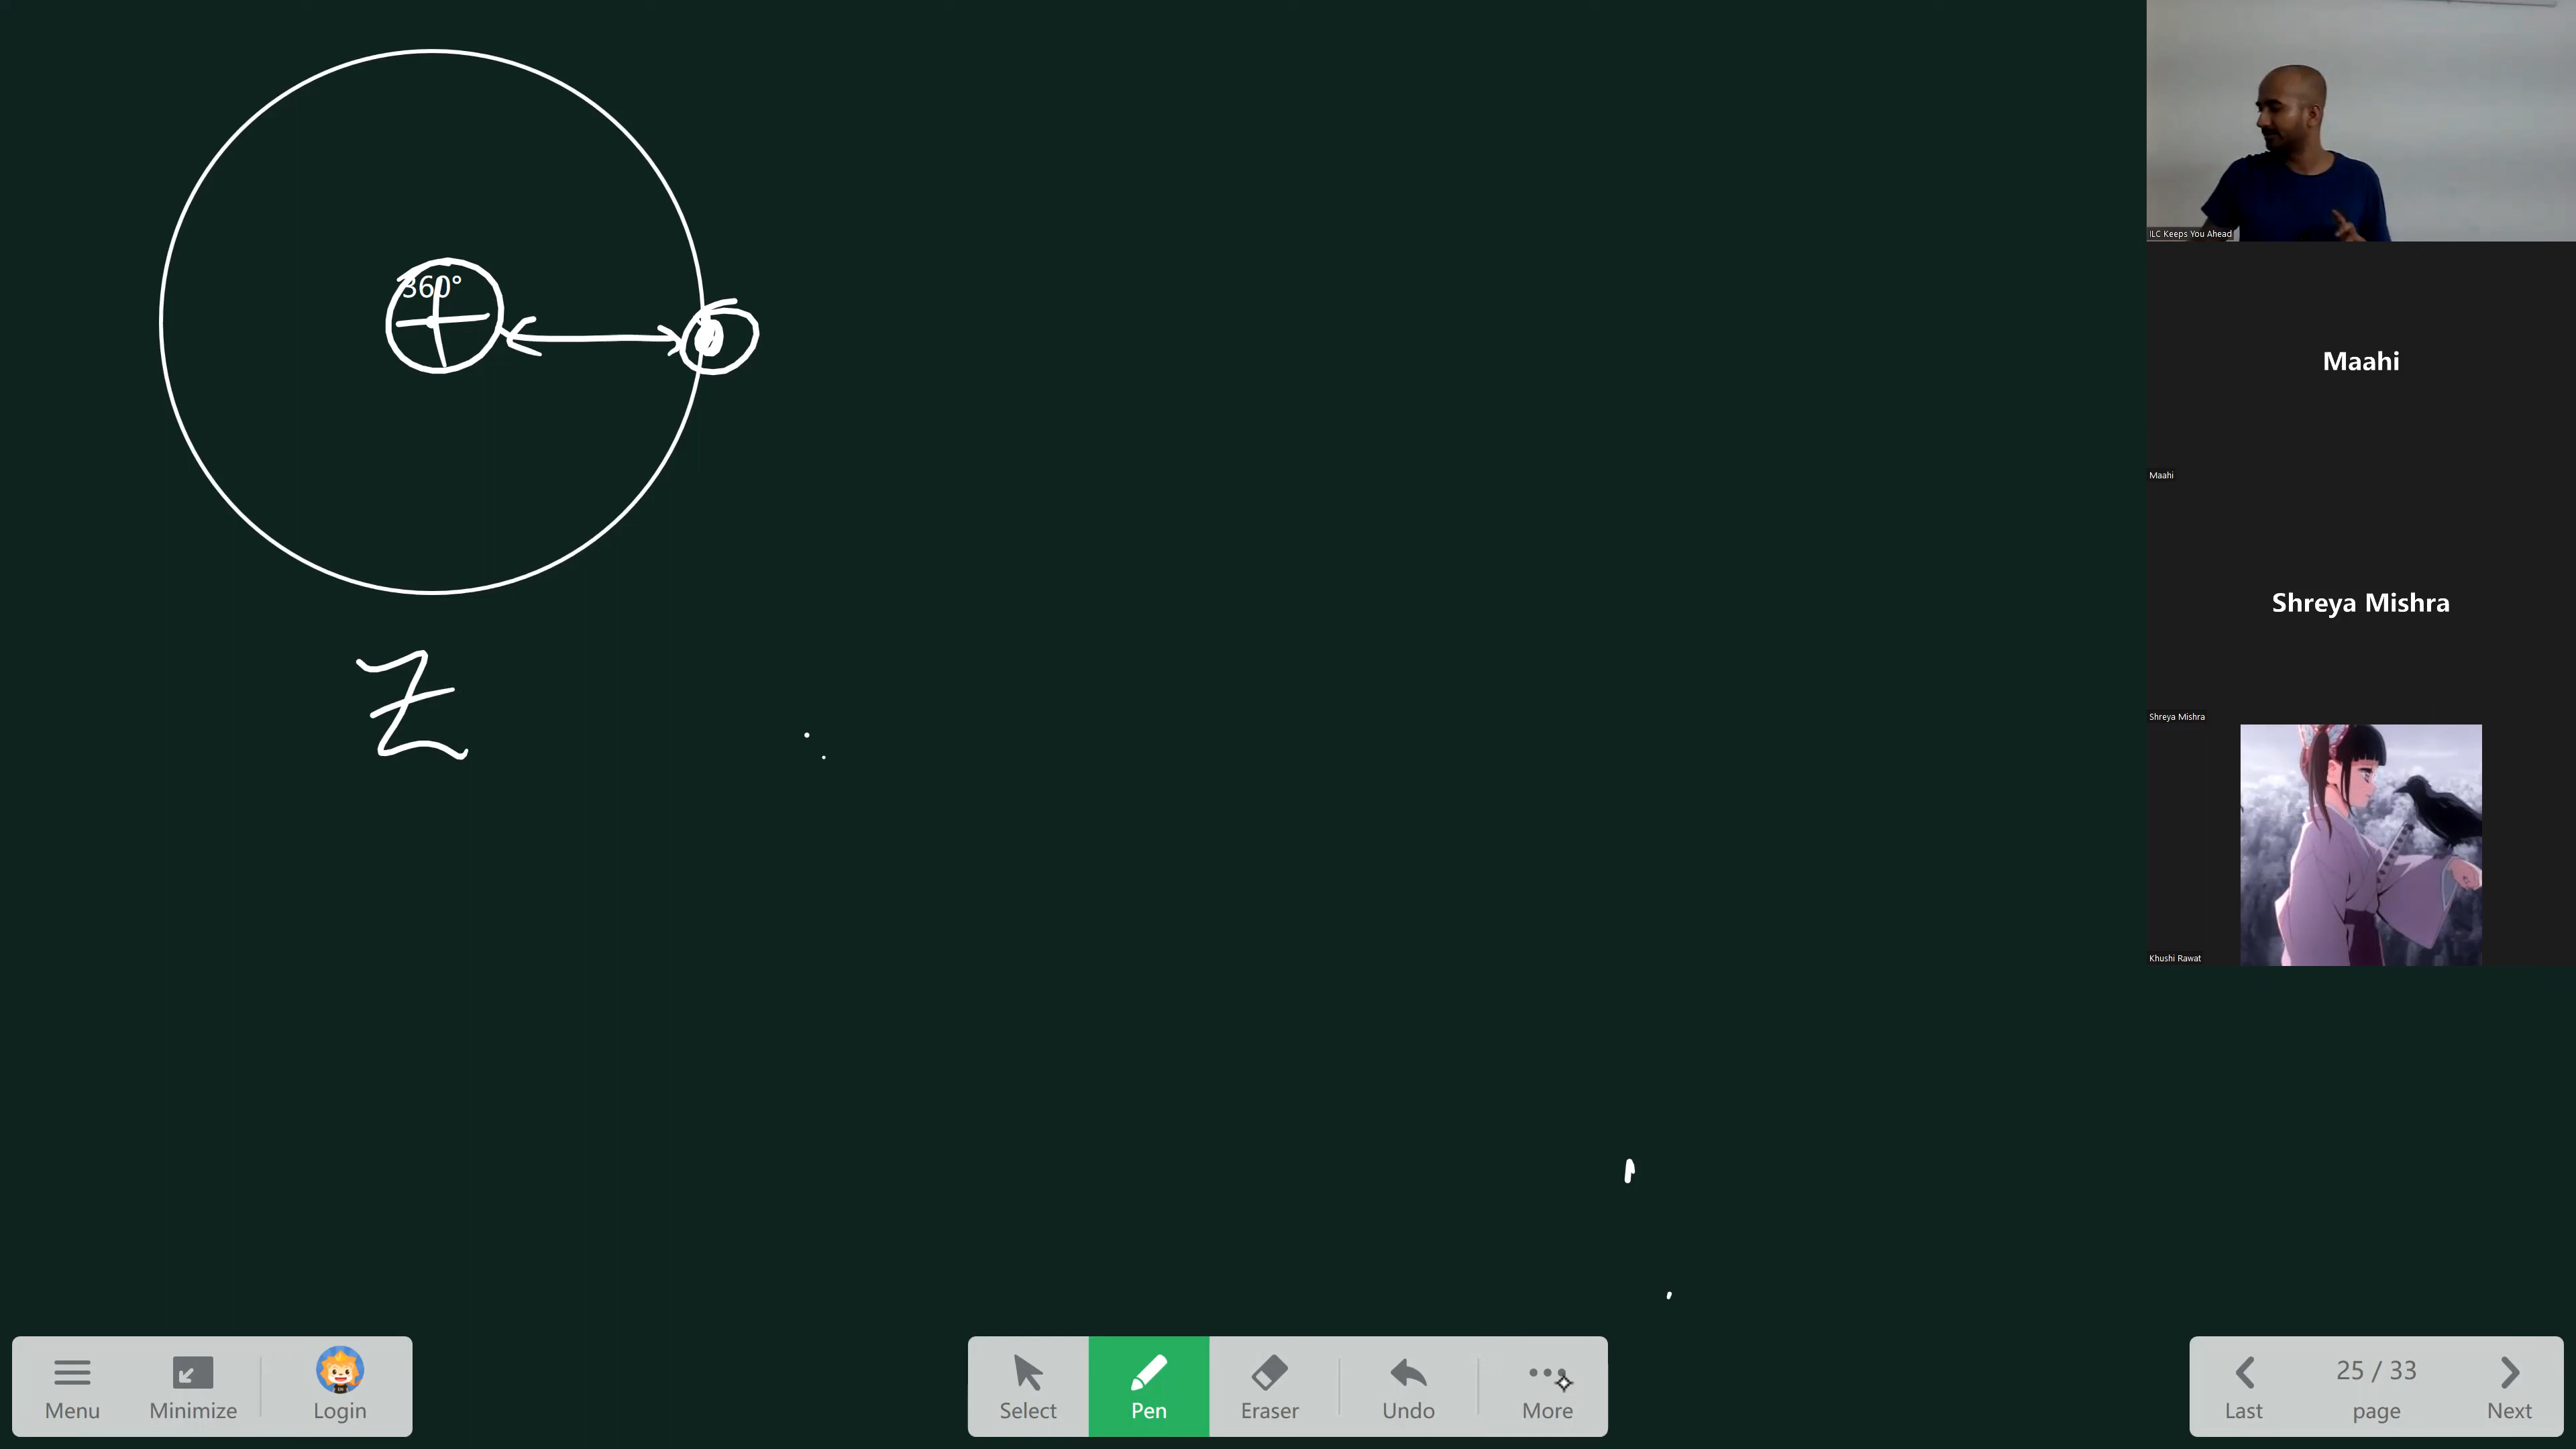 360°
Z
ILC Keeps You Ahead
Maahi
Maahi
Shreya Mishra
Shreya Mishra
Khushi Rawat
Menu
Minimize
Login
Select
Pen
Eraser
Undo
More
Last
25 / 33
page
Next